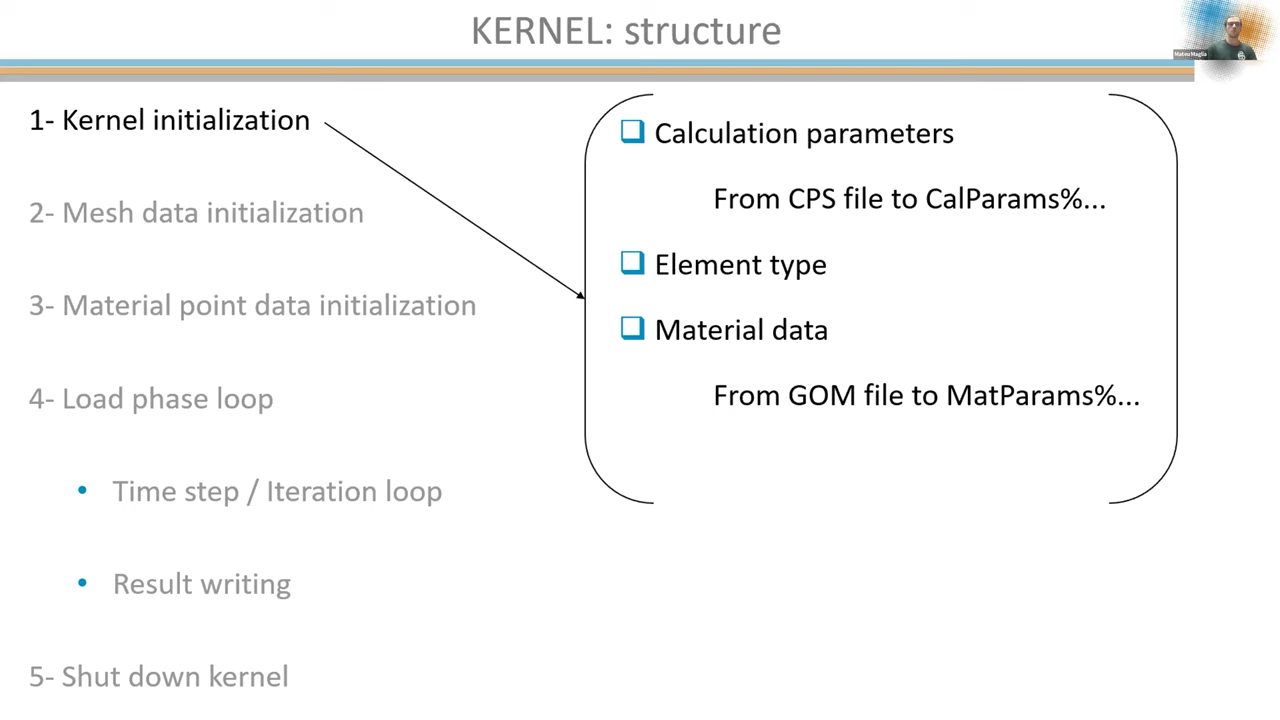 KERNEL: structure
Mateu Maglia
1- Kernel initialization
2- Mesh data initialization
3- Material point data initialization
4- Load phase loop
• Time step / Iteration loop
• Result writing
5- Shut down kernel
❑ Calculation parameters
From CPS file to CalParams%...
❑ Element type
❑ Material data
From GOM file to MatParams%...